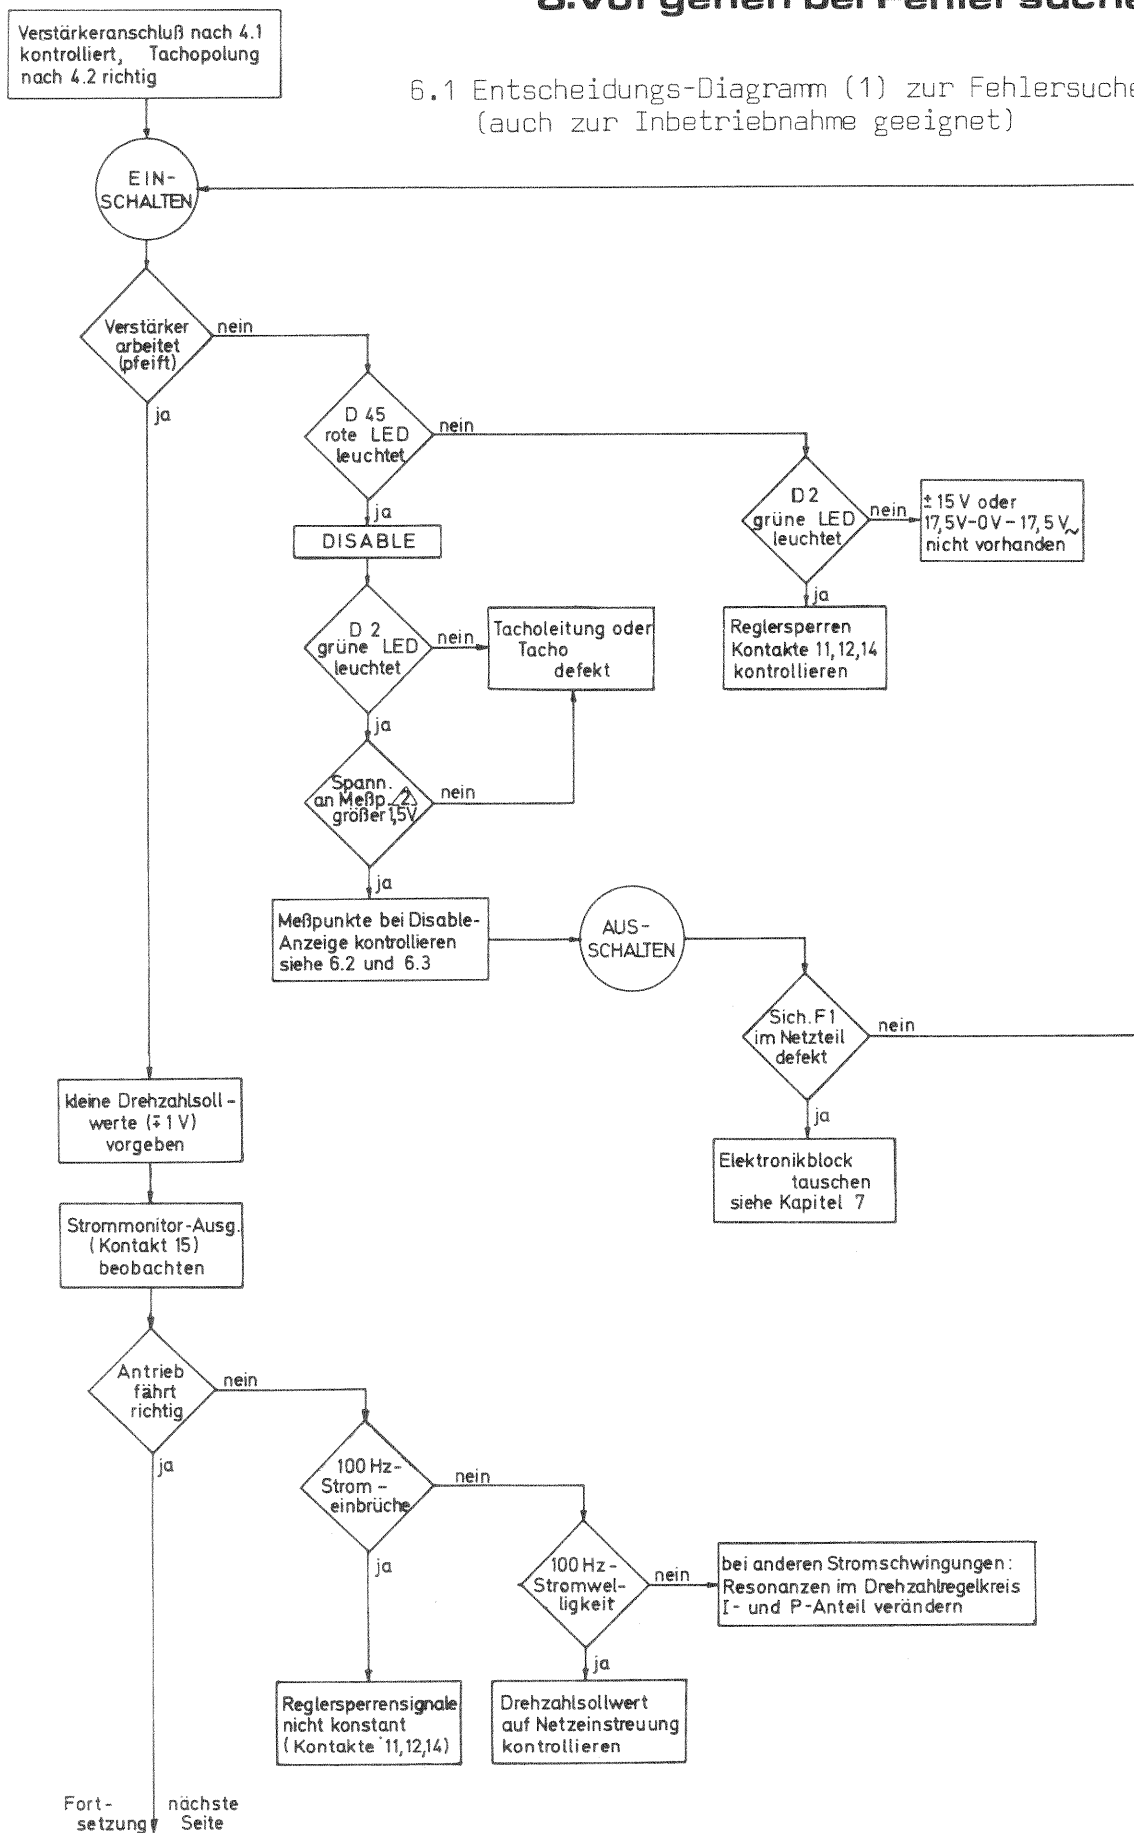 6.Vorgehen bei Fehlersuche
6.1 Entscheidungs-Diagramm (1) zur Fehlersuche
(auch zur Inbetriebnahme geeignet)
Verstärkeranschluß nach 4.1
kontrolliert, Tachopolung
nach 4.2 richtig
EIN-
SCHALTEN
Verstärker
arbeitet
(pfeift)
nein
ja
D 45
rote LED
leuchtet
nein
ja
D2
grüne LED
leuchtet
nein
± 15 V oder
17,5V-0V-17,5 V~
nicht vorhanden
ja
Reglersperren
Kontakte 11,12,14
kontrollieren
DISABLE
D 2
grüne LED
leuchtet
nein
Tacholeitung oder
Tacho
defekt
ja
Spann.
an Meßp. 2
größer 1,5V
nein
ja
Meßpunkte bei Disable-
Anzeige kontrollieren
siehe 6.2 und 6.3
AUS-
SCHALTEN
Sich. F1
im Netzteil
defekt
nein
ja
Elektronikblock
tauschen
siehe Kapitel 7
kleine Drehzahlsoll-
werte (∓ 1 V)
vorgeben
Strommonitor-Ausg.
(Kontakt 15)
beobachten
Antrieb
fährt
richtig
nein
ja
100 Hz-
Strom-
einbrüche
nein
ja
100 Hz-
Stromwel-
ligkeit
nein
bei anderen Stromschwingungen:
Resonanzen im Drehzahlregelkreis
I- und P-Anteil verändern
ja
Reglersperrensignale
nicht konstant
(Kontakte 11,12,14)
Drehzahlsollwert
auf Netzeinstreuung
kontrollieren
Fort- nächste
setzung Seite